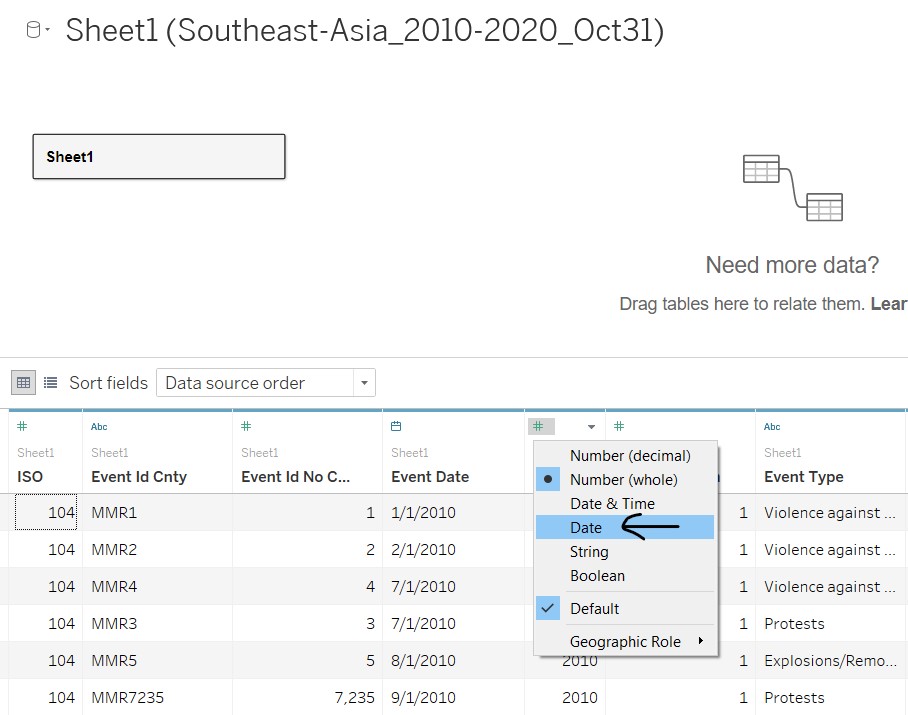 Sheet1 (Southeast-Asia_2010-2020_Oct31)
Sheet1
Need more data?
Drag tables here to relate them. Lear
Sort fields Data source order
# Abc # # # Abc
Sheet1 Sheet1 Sheet1 Sheet1 Sheet1
ISO Event Id Cnty Event Id No C... Event Date Event Type
Number (decimal)
Number (whole)
Date & Time
Date
String
Boolean
Default
Geographic Role
104 MMR1 1 1/1/2010 1 Violence against ...
104 MMR2 2 2/1/2010 1 Violence against ...
104 MMR4 4 7/1/2010 1 Violence against ...
104 MMR3 3 7/1/2010 1 Protests
104 MMR5 5 8/1/2010 2010 1 Explosions/Remo...
104 MMR7235 7,235 9/1/2010 2010 1 Protests